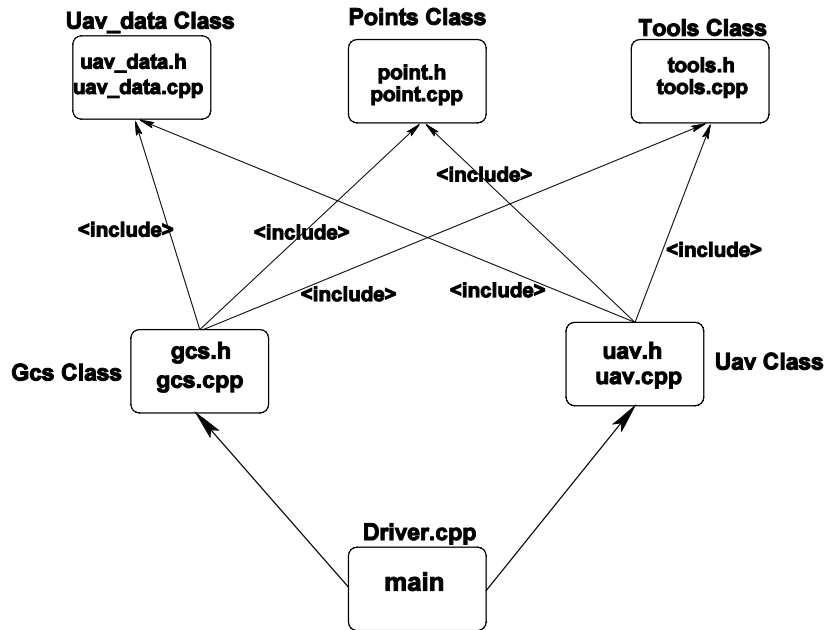 Uav_data Class
Points Class
Tools Class
uav_data.h
uav_data.cpp
point.h
point.cpp
tools.h
tools.cpp
<include>
<include>
<include>
<include>
<include>
<include>
Gcs Class
gcs.h
gcs.cpp
uav.h
uav.cpp
Uav Class
Driver.cpp
main